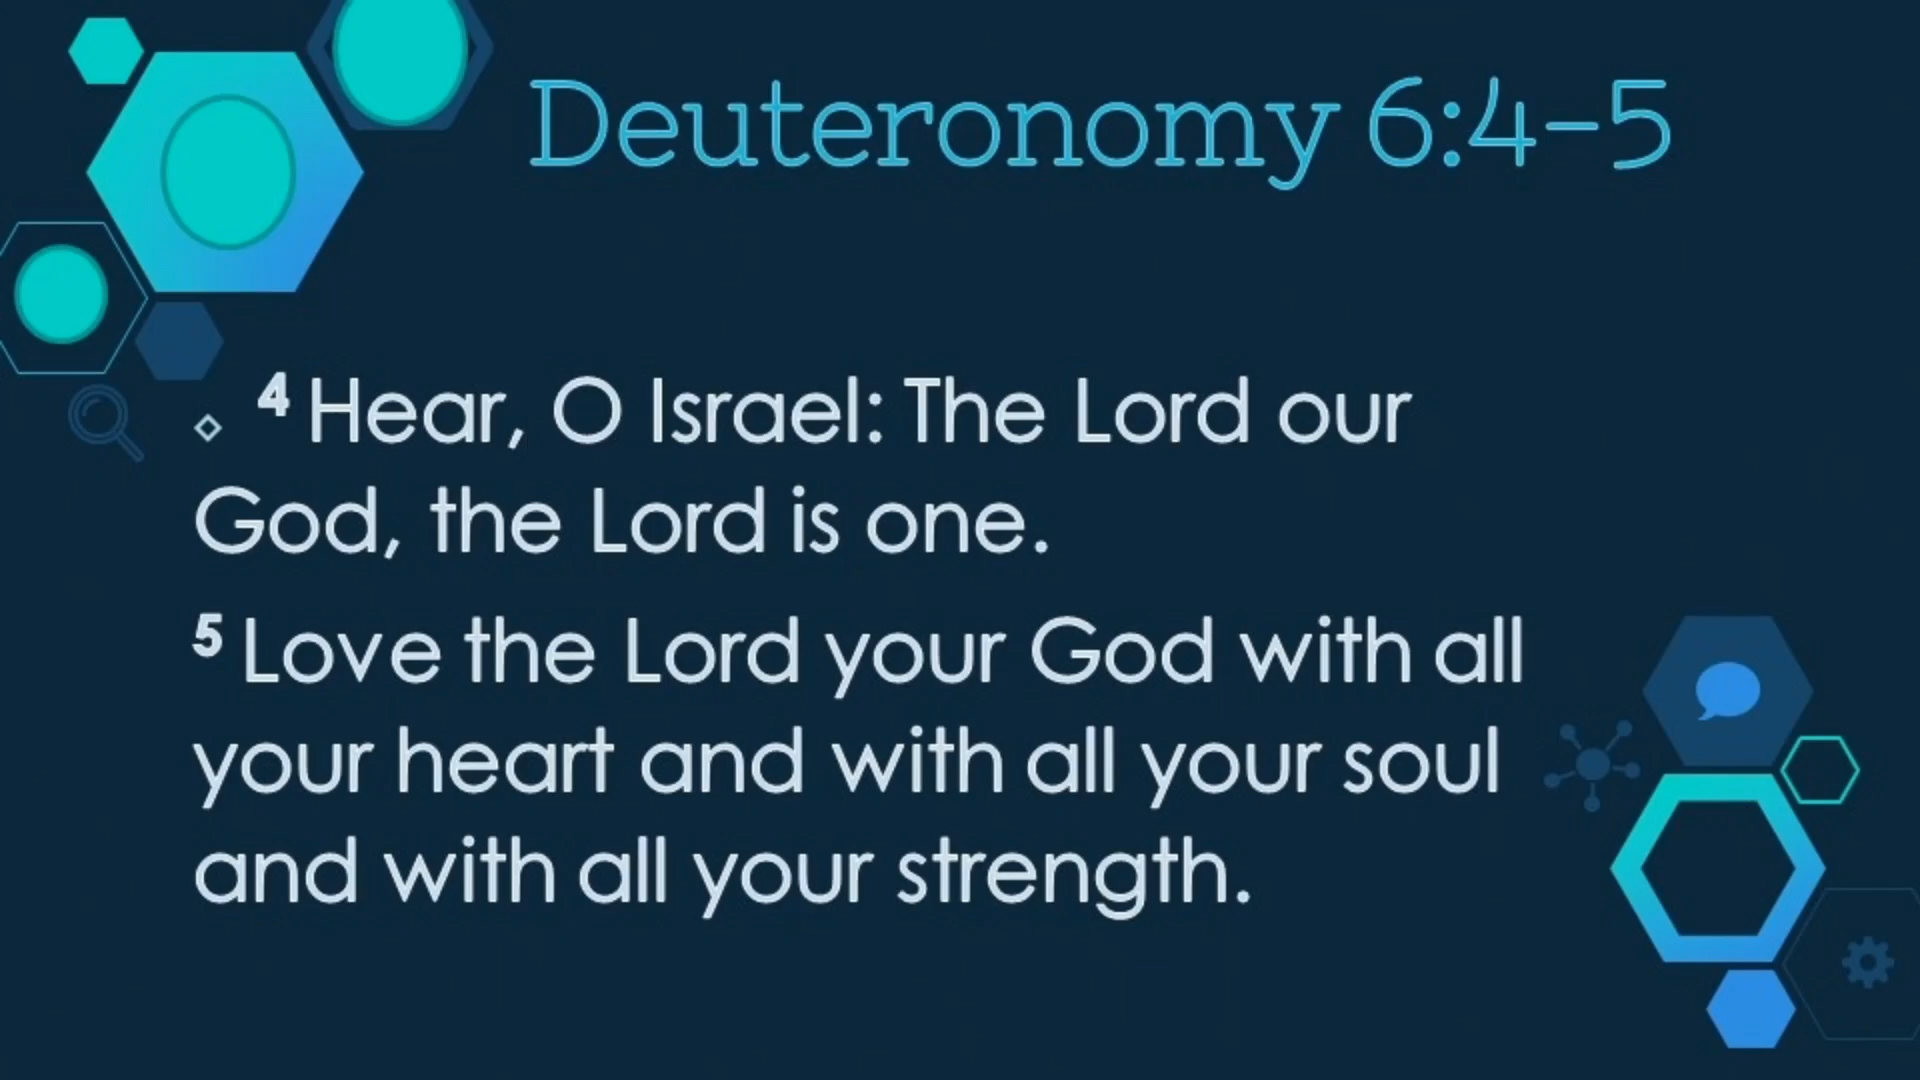 Deuteronomy 6:4–5
4 Hear, O Israel: The Lord our
God, the Lord is one.
5 Love the Lord your God with all
your heart and with all your soul
and with all your strength.